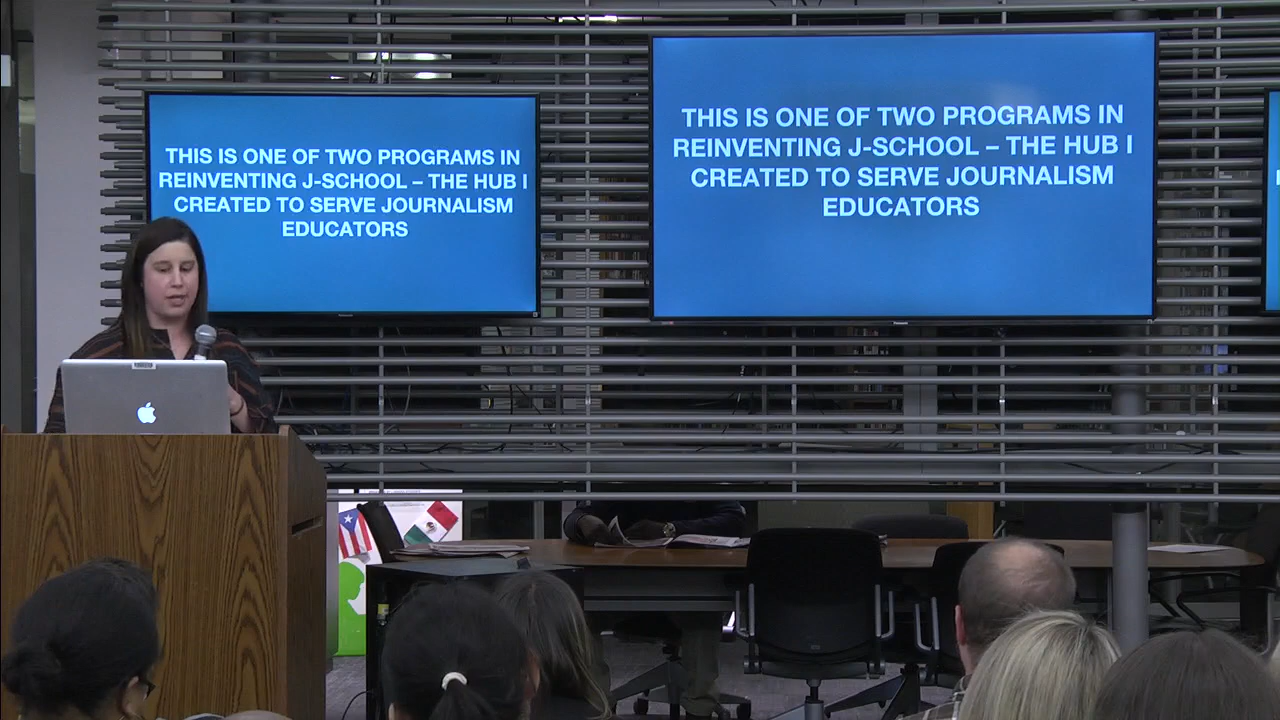 THIS IS ONE OF TWO PROGRAMS IN
REINVENTING J-SCHOOL – THE HUB I
CREATED TO SERVE JOURNALISM
EDUCATORS
THIS IS ONE OF TWO PROGRAMS IN
REINVENTING J-SCHOOL – THE HUB I
CREATED TO SERVE JOURNALISM
EDUCATORS